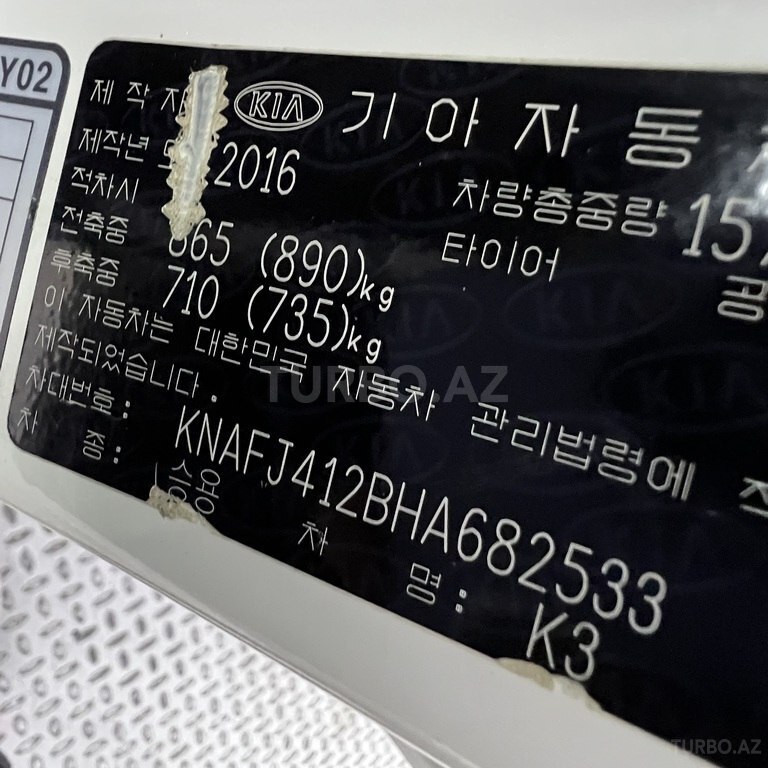 Y02
제 작 자 KIA 기 아 자 동
제작년 2016
적차시 차량총중량 157
전축중 865 (890)kg 타이어
후축중 710 (735)kg 공
이 자동차는 대한민국 자동차 관리법령에
제작되었습니다.
차대번호: KNAFJ412BHA682533
차 종: 승용 차 명: K3
TURBO.AZ
TURBO.AZ